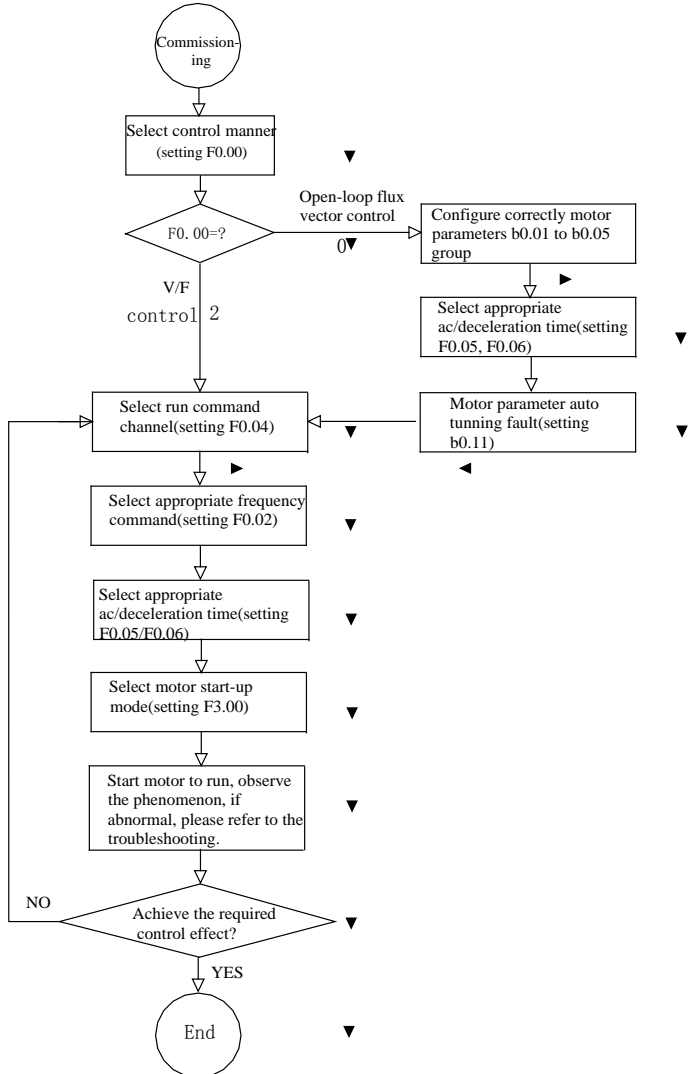 Commission-
ing
Select control manner
(setting F0.00)
F0.00=?
Open-loop flux
vector control
0
Configure correctly motor
parameters b0.01 to b0.05
group
Select appropriate
ac/deceleration time(setting
F0.05, F0.06)
Motor parameter auto
tunning fault(setting
b0.11)
V/F
control 2
Select run command
channel(setting F0.04)
Select appropriate frequency
command(setting F0.02)
Select appropriate
ac/deceleration time(setting
F0.05/F0.06)
Select motor start-up
mode(setting F3.00)
Start motor to run, observe
the phenomenon, if
abnormal, please refer to the
troubleshooting.
NO
Achieve the required
control effect?
YES
End